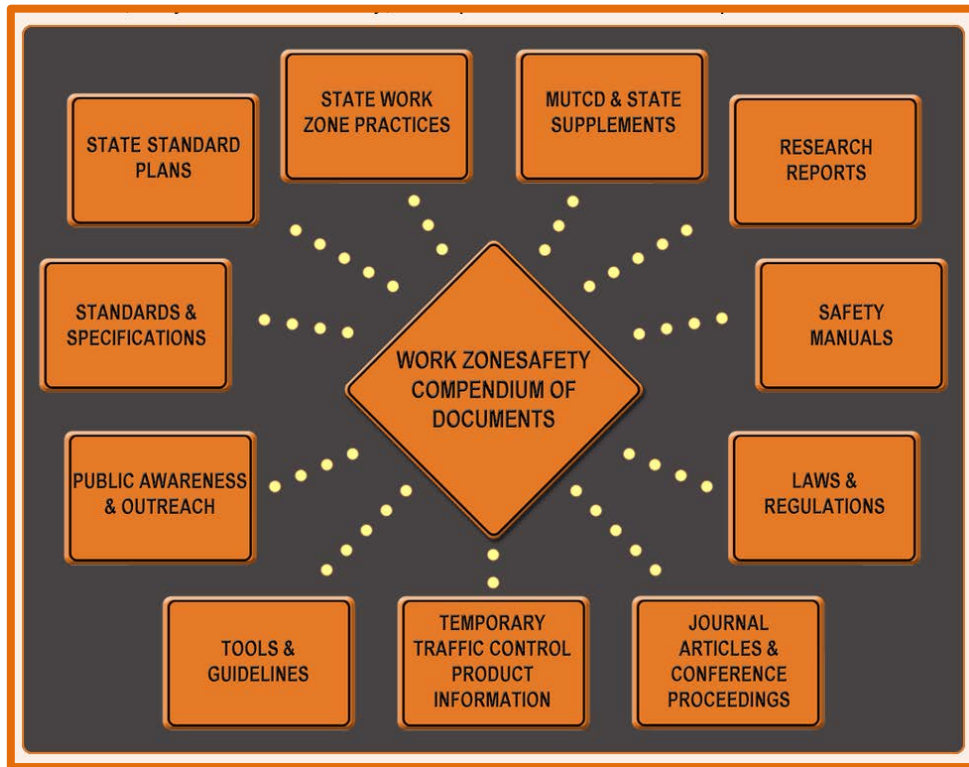 STATE WORK
ZONE PRACTICES
MUTCD & STATE
SUPPLEMENTS
STATE STANDARD
PLANS
RESEARCH
REPORTS
STANDARDS &
SPECIFICATIONS
SAFETY
MANUALS
WORK ZONESAFETY
COMPENDIUM OF
DOCUMENTS
PUBLIC AWARENESS
& OUTREACH
LAWS &
REGULATIONS
TOOLS &
GUIDELINES
TEMPORARY
TRAFFIC CONTROL
PRODUCT
INFORMATION
JOURNAL
ARTICLES &
CONFERENCE
PROCEEDINGS